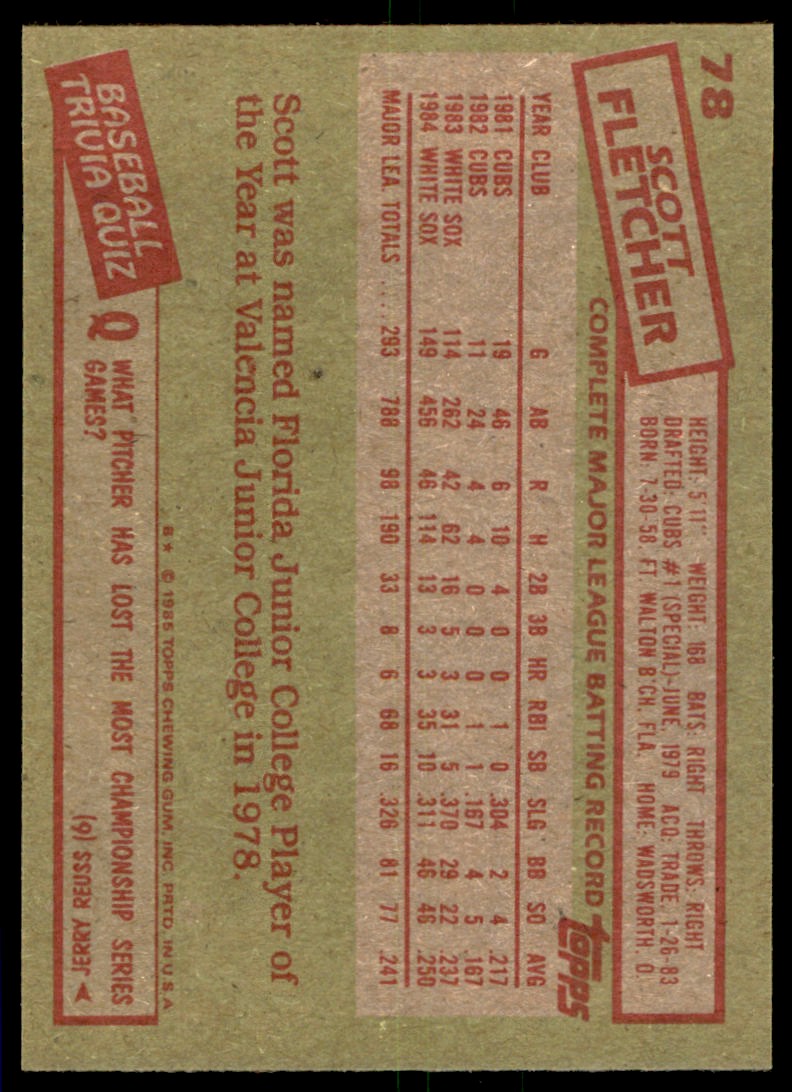 78
SCOTT
FLETCHER
HEIGHT: 5'11" WEIGHT: 168 BATS: RIGHT THROWS: RIGHT
DRAFTED: CUBS #1 (SPECIAL)-JUNE, 1979 ACQ: TRADE, 1-26-83
BORN: 7-30-58, FT. WALTON B'CH, FLA. HOME: WADSWORTH, O.
COMPLETE MAJOR LEAGUE BATTING RECORD topps
YEAR CLUB G AB R H 2B 3B HR RBI SB SLG BB SO AVG
1981 CUBS 19 46 6 10 4 0 0 1 0 .304 2 4 .217
1982 CUBS 11 24 4 4 0 0 0 1 1 .167 4 5 .167
1983 WHITE SOX 114 262 42 62 16 5 3 31 5 .370 29 22 .237
1984 WHITE SOX 149 456 46 114 13 3 3 35 10 .311 46 46 .250
MAJOR LEA. TOTALS .... 293 788 98 190 33 8 6 68 16 .326 81 77 .241
Scott was named Florida Junior College Player of
the Year at Valencia Junior College in 1978.
B* © 1985 TOPPS CHEWING GUM, INC. PRTD. IN U.S.A.
BASEBALL
TRIVIA QUIZ
Q WHAT PITCHER HAS LOST THE MOST CHAMPIONSHIP SERIES
GAMES?
JERRY REUSS (6)